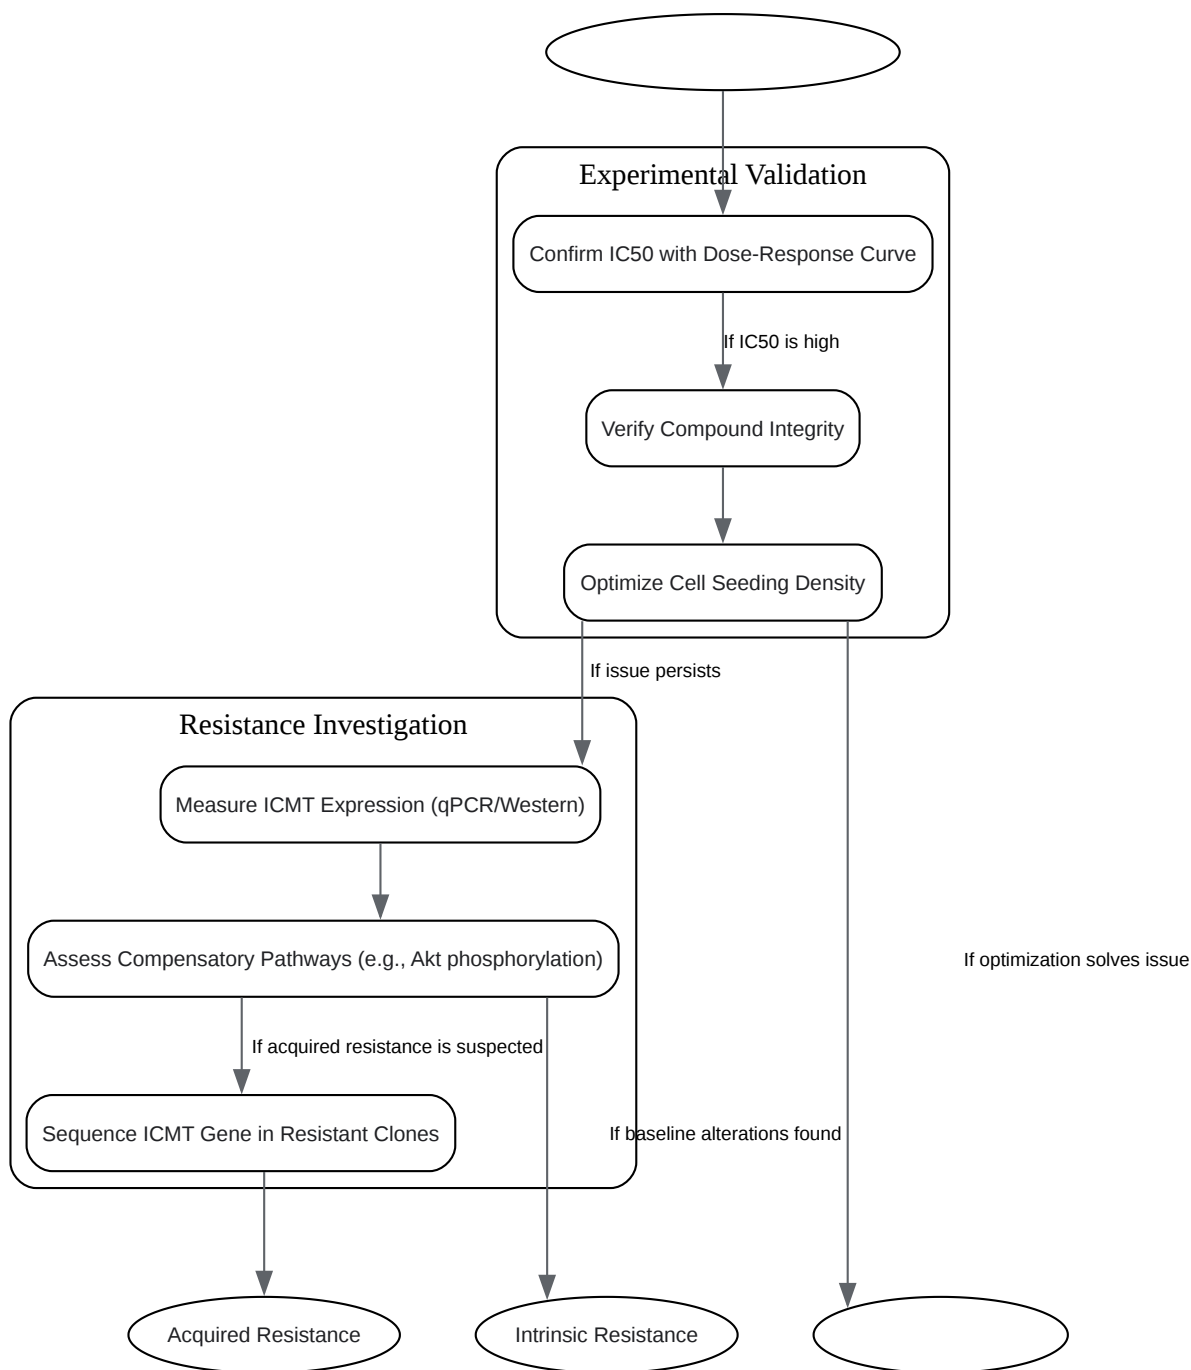 Experimental Validation
Confirm IC50 with Dose-Response Curve
If IC50 is high
Verify Compound Integrity
Optimize Cell Seeding Density
If issue persists
Resistance Investigation
Measure ICMT Expression (qPCR/Western)
Assess Compensatory Pathways (e.g., Akt phosphorylation)
If optimization solves issue
If acquired resistance is suspected
Sequence ICMT Gene in Resistant Clones
If baseline alterations found
Acquired Resistance
Intrinsic Resistance